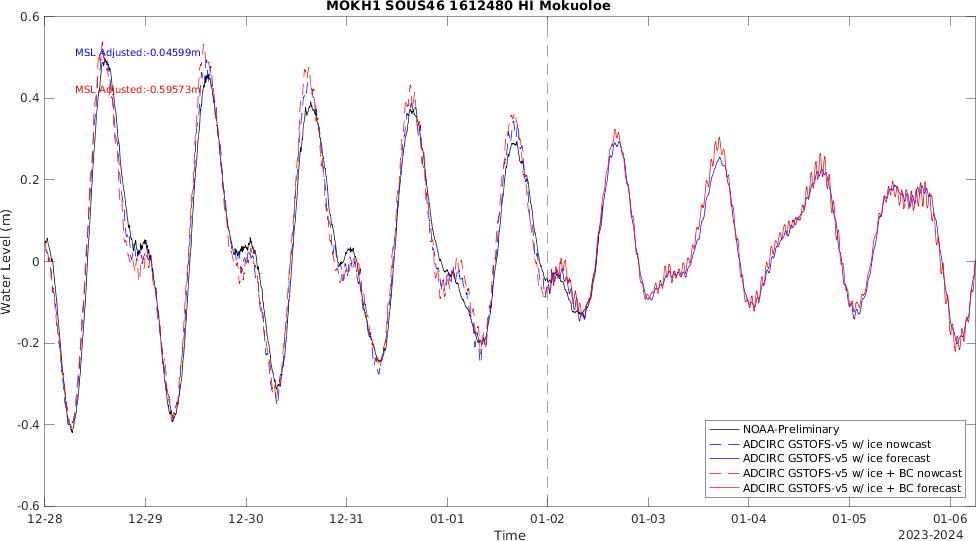 MOKH1 SOUS46 1612480 HI Mokuoloe
MSL Adjusted:-0.04599m
MSL Adjusted:-0.59573m
Water Level (m)
0.6
0.4
0.2
0
-0.2
-0.4
-0.6
NOAA-Preliminary
ADCIRC GSTOFS-v5 w/ ice nowcast
ADCIRC GSTOFS-v5 w/ ice forecast
ADCIRC GSTOFS-v5 w/ ice + BC nowcast
ADCIRC GSTOFS-v5 w/ ice + BC forecast
12-28 12-29 12-30 12-31 01-01 01-02 01-03 01-04 01-05 01-06
Time
2023-2024